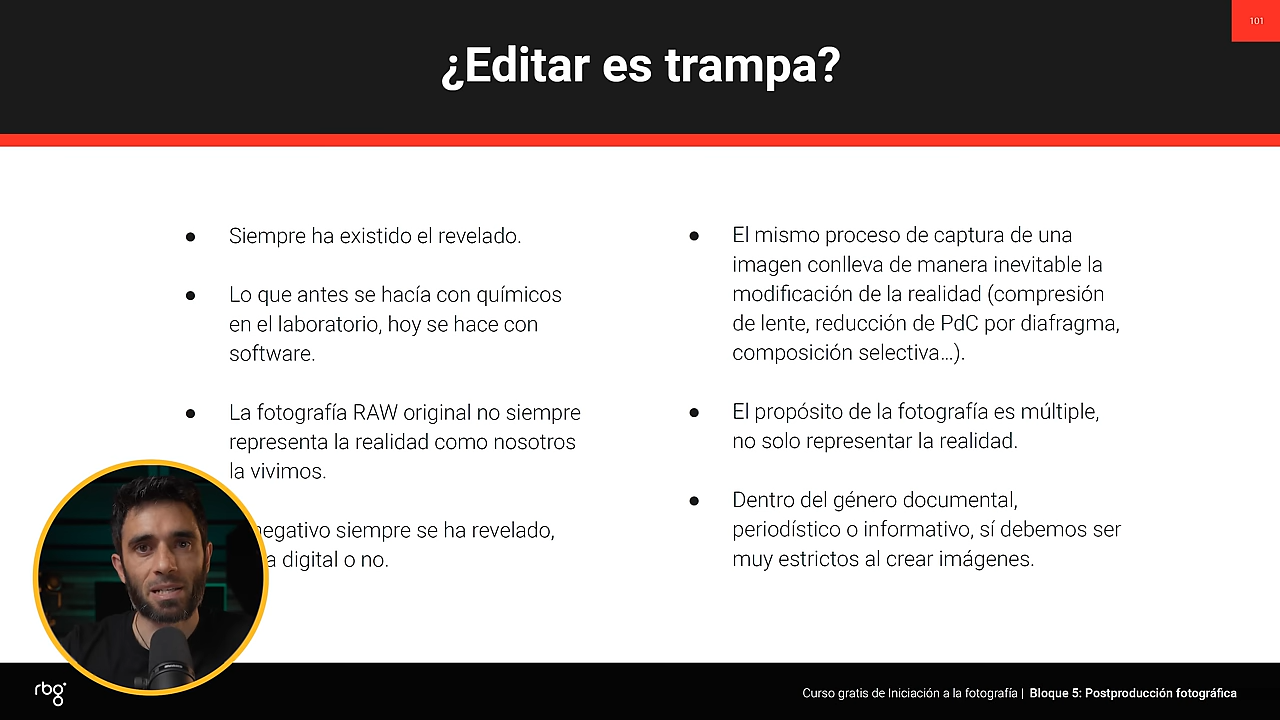 101
¿Editar es trampa?
● Siempre ha existido el revelado.
● Lo que antes se hacía con químicos
en el laboratorio, hoy se hace con
software.
● La fotografía RAW original no siempre
representa la realidad como nosotros
la vivimos.
negativo siempre se ha revelado,
digital o no.
● El mismo proceso de captura de una
imagen conlleva de manera inevitable la
modificación de la realidad (compresión
de lente, reducción de PdC por diafragma,
composición selectiva...).
● El propósito de la fotografía es múltiple,
no solo representar la realidad.
● Dentro del género documental,
periodístico o informativo, sí debemos ser
muy estrictos al crear imágenes.
rbg
Curso gratis de Iniciación a la fotografía | Bloque 5: Postproducción fotográfica